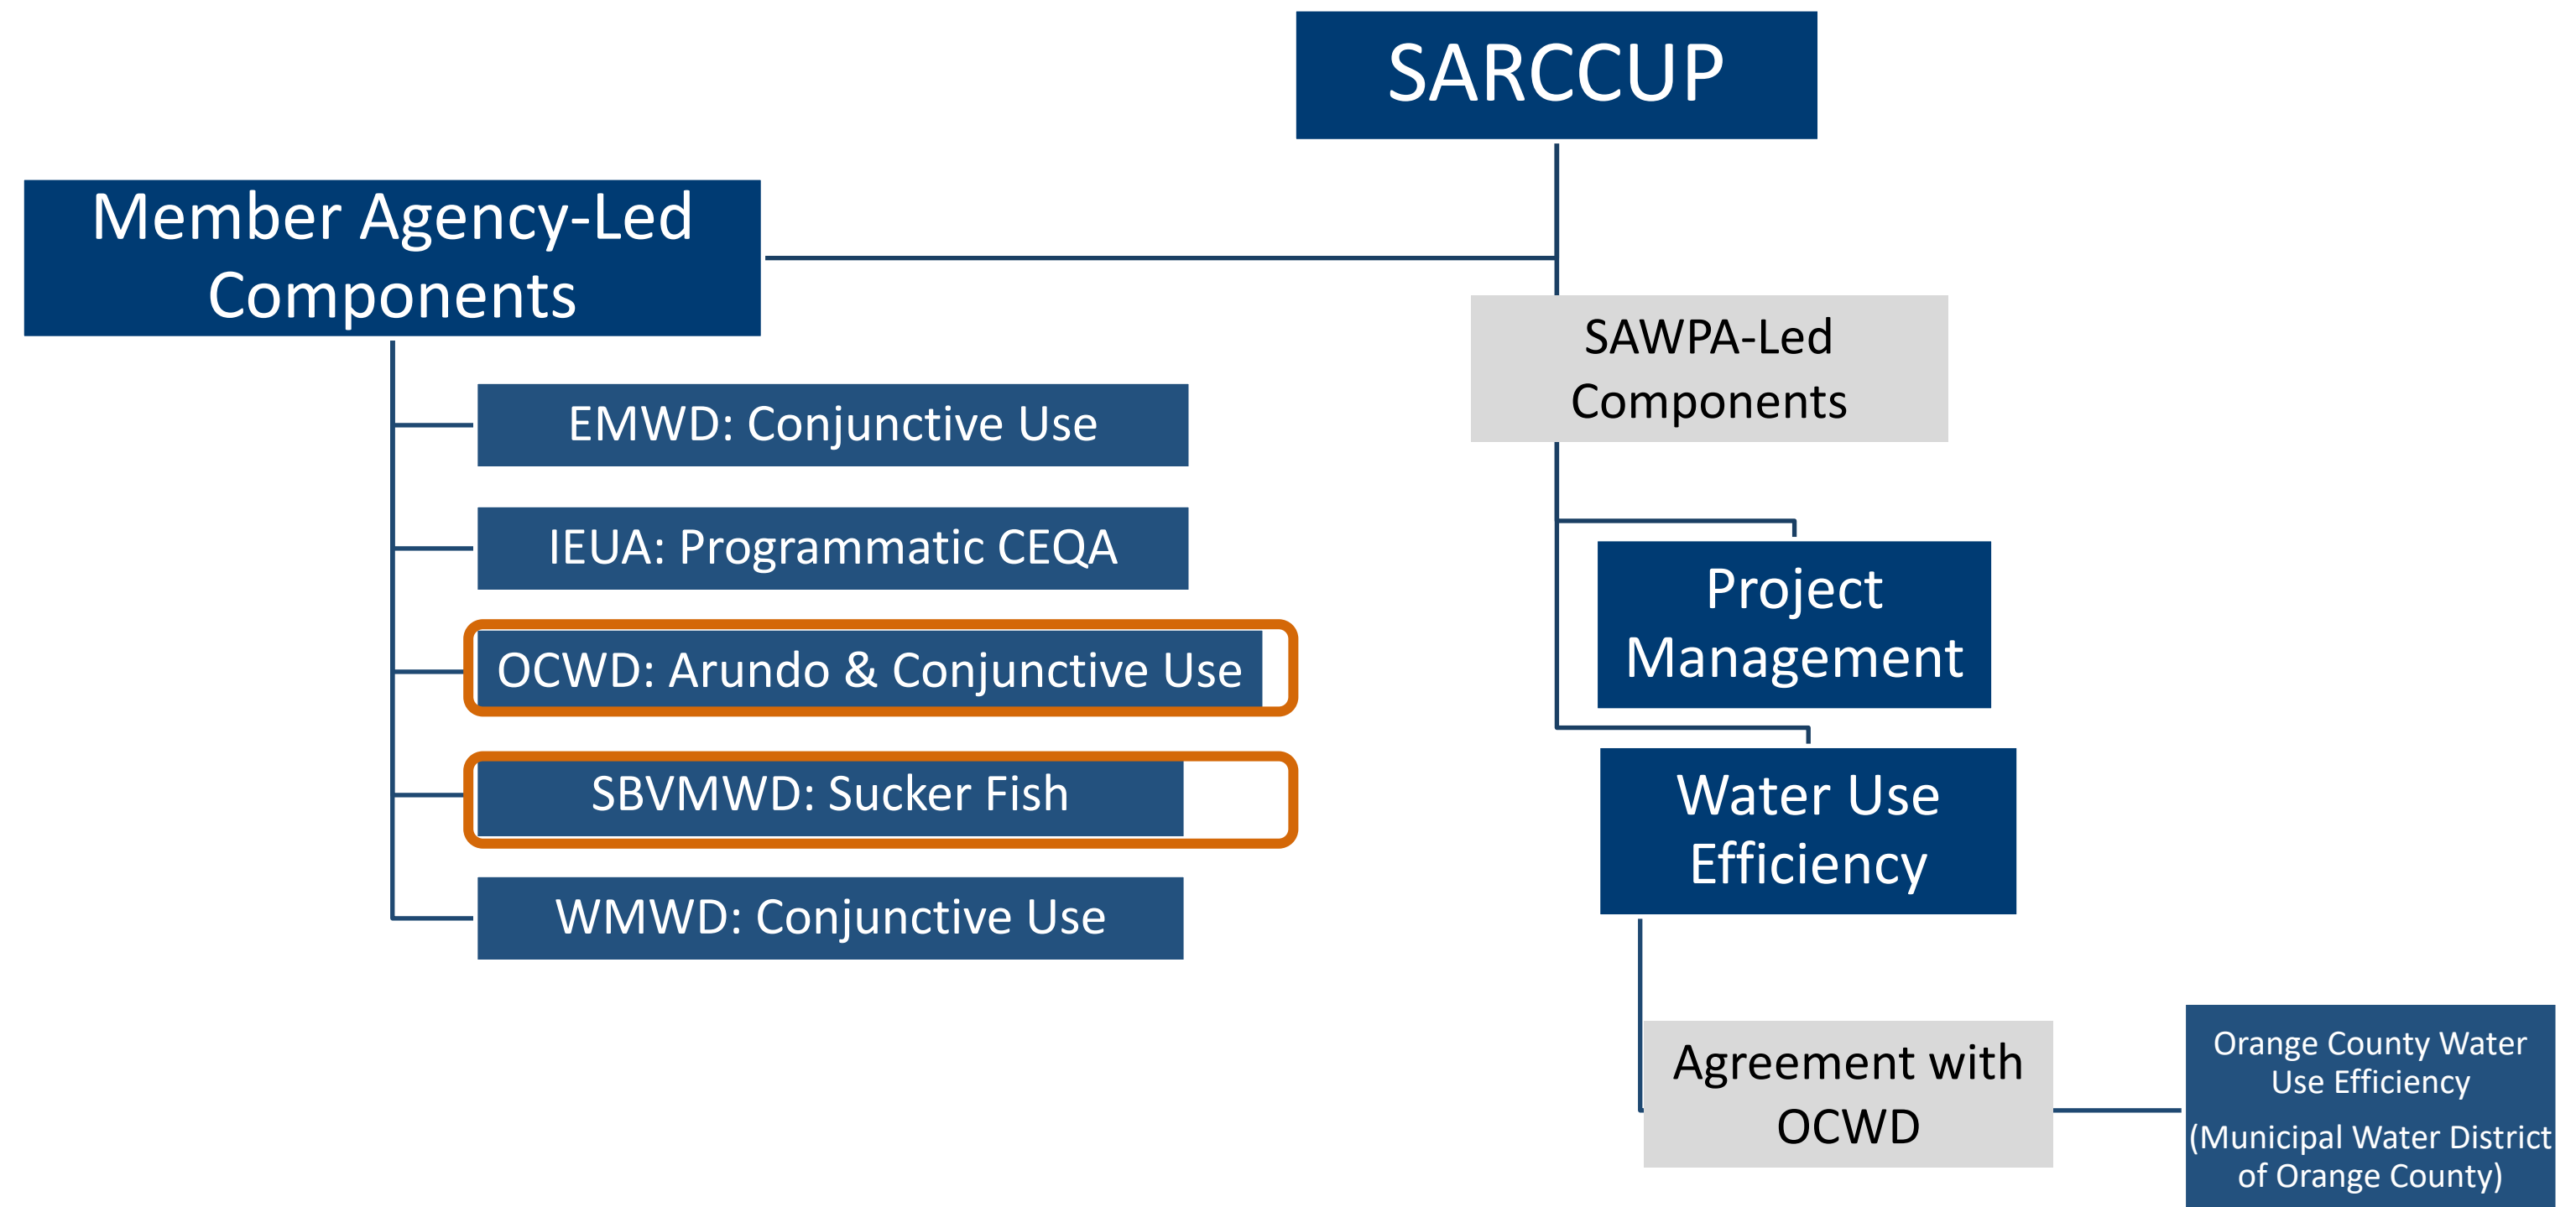 SARCCUP
Member Agency-Led
Components
EMWD: Conjunctive Use
IEUA: Programmatic CEQA
OCWD: Arundo & Conjunctive Use
SBVMWD: Sucker Fish
WMWD: Conjunctive Use
SAWPA-Led
Components
Project
Management
Water Use
Efficiency
Agreement with
OCWD
Orange County Water
Use Efficiency
(Municipal Water District
of Orange County)